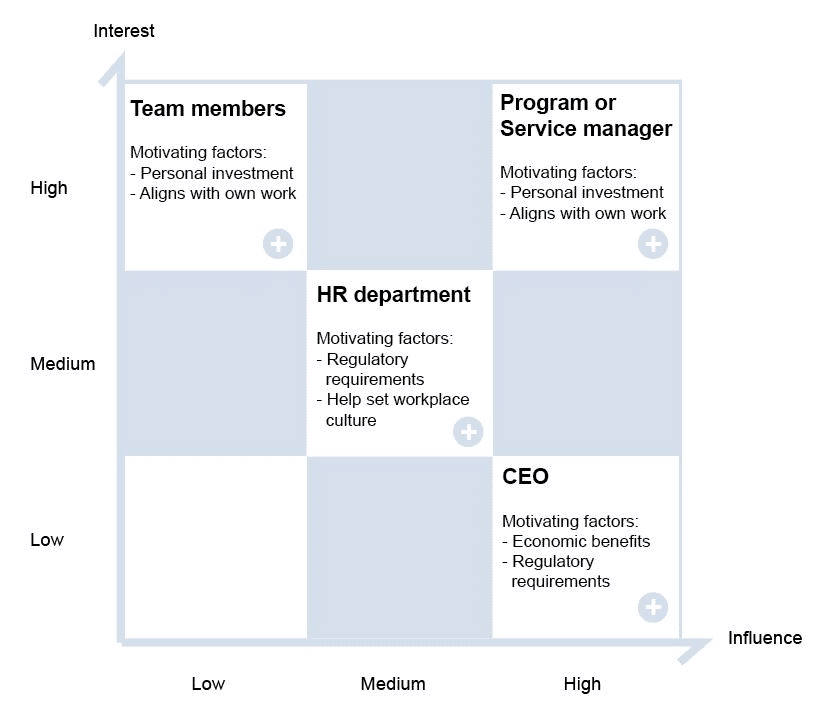 Interest
Team members
Motivating factors:
- Personal investment
- Aligns with own work
Program or
Service manager
Motivating factors:
- Personal investment
- Aligns with own work
High
HR department
Motivating factors:
- Regulatory
requirements
- Help set workplace
culture
Medium
CEO
Motivating factors:
- Economic benefits
- Regulatory
requirements
Low
Influence
Low
Medium
High